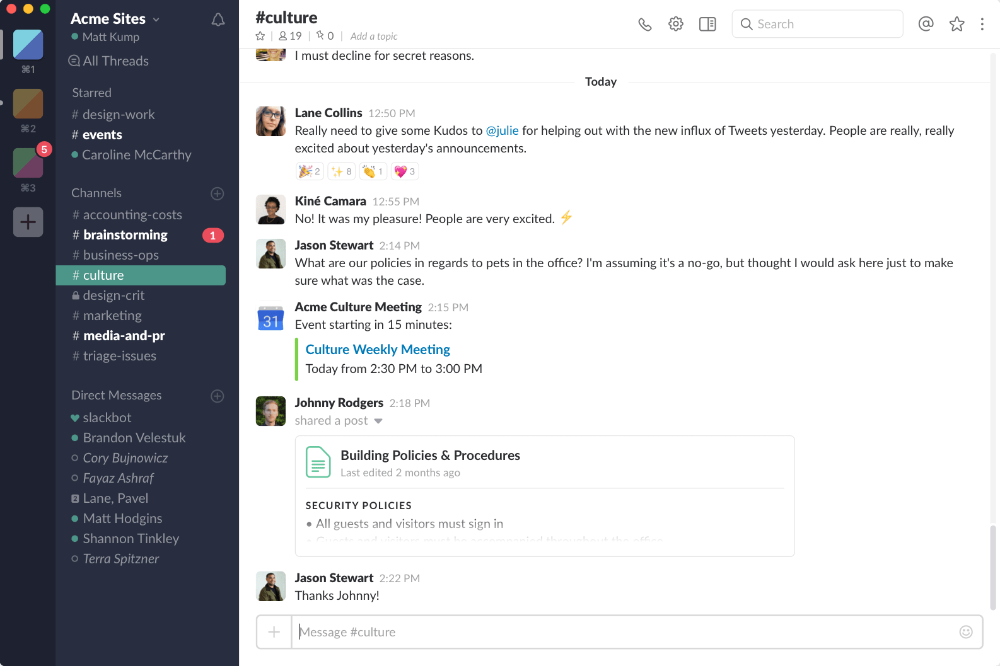 ⌘1
⌘2
5
⌘3
Acme Sites
Matt Kump
All Threads
Starred
# design-work
# events
Caroline McCarthy
Channels
# accounting-costs
# brainstorming 1
# business-ops
# culture
design-crit
# marketing
# media-and-pr
# triage-issues
Direct Messages
slackbot
Brandon Velestuk
Cory Bujnowicz
Fayaz Ashraf
2 Lane, Pavel
Matt Hodgins
Shannon Tinkley
Terra Spitzner
#culture
19 | 0 | Add a topic
Search
I must decline for secret reasons.
Today
Lane Collins 12:50 PM
Really need to give some Kudos to @julie for helping out with the new influx of Tweets yesterday. People are really, really
excited about yesterday's announcements.
2 8 1 3
Kiné Camara 12:55 PM
No! It was my pleasure! People are very excited. ⚡
Jason Stewart 2:14 PM
What are our policies in regards to pets in the office? I'm assuming it's a no-go, but thought I would ask here just to make
sure what was the case.
31
Acme Culture Meeting 2:15 PM
Event starting in 15 minutes:
Culture Weekly Meeting
Today from 2:30 PM to 3:00 PM
Johnny Rodgers 2:18 PM
shared a post
Building Policies & Procedures
Last edited 2 months ago
SECURITY POLICIES
• All guests and visitors must sign in
• Guests and visitors must be accompanied throughout the office
Jason Stewart 2:22 PM
Thanks Johnny!
Message #culture